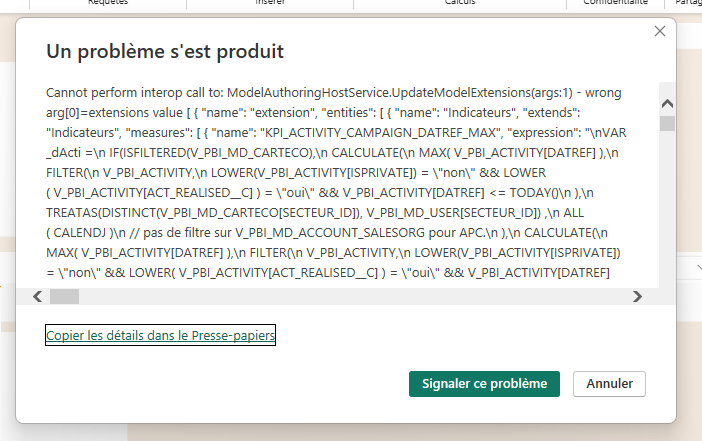 Requêtes
Insérer
Calculs
Confidentialité
Partag
Un problème s'est produit
Cannot perform interop call to: ModelAuthoringHostService.UpdateModelExtensions(args:1) - wrong
arg[0]=extensions value [ { "name": "extension", "entities": [ { "name": "Indicateurs", "extends":
"Indicateurs", "measures": [ { "name": "KPI_ACTIVITY_CAMPAIGN_DATREF_MAX", "expression": "\nVAR
_dActi =\n IF(ISFILTERED(V_PBI_MD_CARTECO),\n CALCULATE(\n MAX( V_PBI_ACTIVITY[DATREF] ),\n
FILTER(\n V_PBI_ACTIVITY,\n LOWER(V_PBI_ACTIVITY[ISPRIVATE]) = \"non\" && LOWER
( V_PBI_ACTIVITY[ACT_REALISED__C] ) = \"oui\" && V_PBI_ACTIVITY[DATREF] <= TODAY()\n ),\n
TREATAS(DISTINCT(V_PBI_MD_CARTECO[SECTEUR_ID]), V_PBI_MD_USER[SECTEUR_ID]) ,\n ALL
( CALENDJ )\n // pas de filtre sur V_PBI_MD_ACCOUNT_SALESORG pour APC.\n ),\n CALCULATE(\n
MAX( V_PBI_ACTIVITY[DATREF] ),\n FILTER(\n V_PBI_ACTIVITY,\n LOWER(V_PBI_ACTIVITY[ISPRIVATE])
= \"non\" && LOWER( V_PBI_ACTIVITY[ACT_REALISED__C] ) = \"oui\" && V_PBI_ACTIVITY[DATREF]
Copier les détails dans le Presse-papiers
Signaler ce problème
Annuler